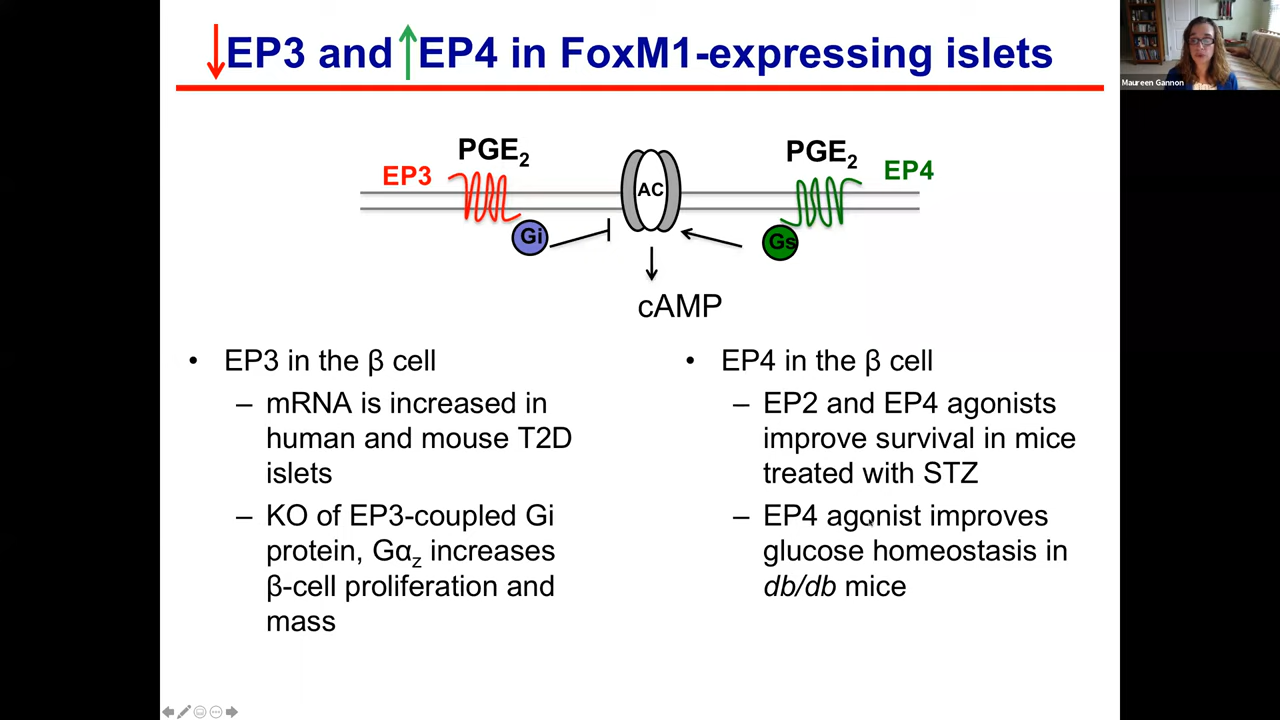 ↓EP3 and ↑EP4 in FoxM1-expressing islets
Maureen Gannon
PGE₂
PGE₂
EP3
EP4
AC
Gi
Gs
cAMP
• EP3 in the β cell
– mRNA is increased in
human and mouse T2D
islets
– KO of EP3-coupled Gi
protein, Gα_z increases
β-cell proliferation and
mass
• EP4 in the β cell
– EP2 and EP4 agonists
improve survival in mice
treated with STZ
– EP4 agonist improves
glucose homeostasis in
db/db mice